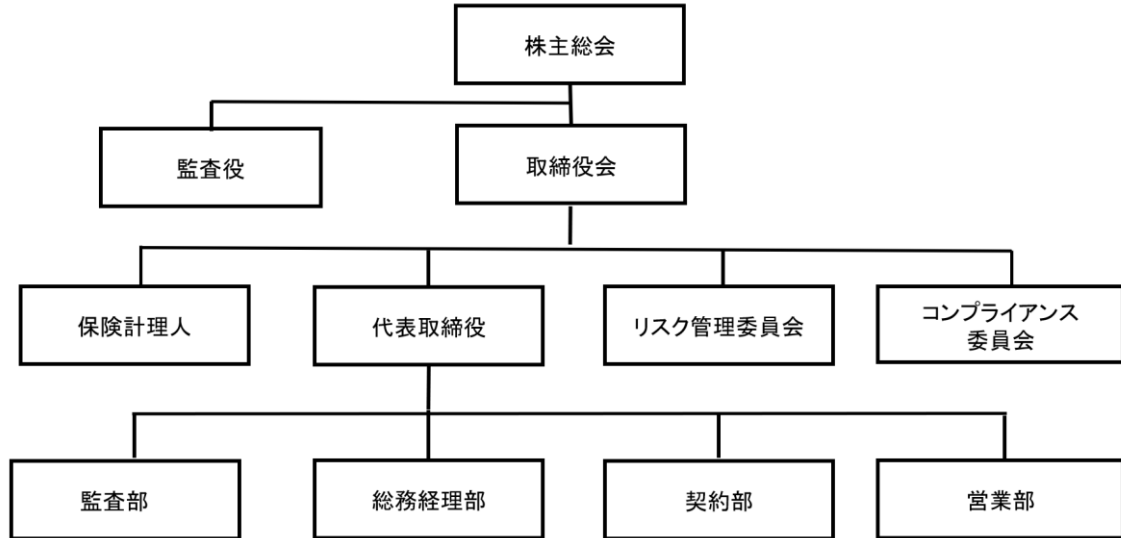 株主総会
監査役
取締役会
保険計理人
代表取締役
リスク管理委員会
コンプライアンス
委員会
監査部
総務経理部
契約部
営業部